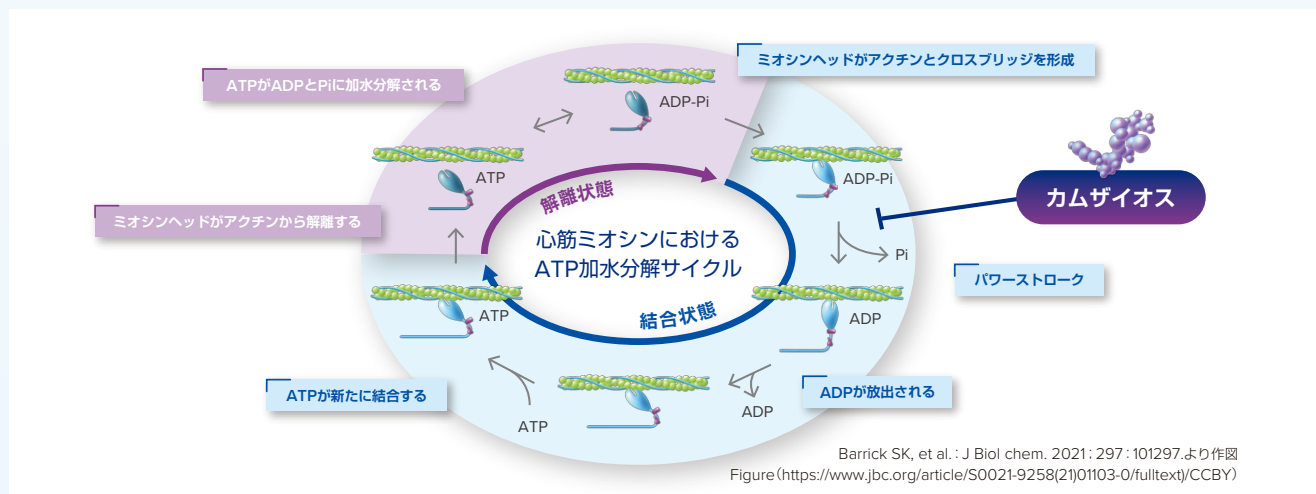 ミオシンヘッドがアクチンとクロスブリッジを形成
ATPがADPとPiに加水分解される
ADP-Pi
ATP
ADP-Pi
カムザイオス
解離状態
ミオシンヘッドがアクチンから解離する
心筋ミオシンにおける
ATP加水分解サイクル
Pi
パワーストローク
結合状態
ATP
ADP
ATPが新たに結合する
ADPが放出される
ADP
ATP
Barrick SK, et al.：J Biol chem. 2021：297：101297.より作図
Figure（https://www.jbc.org/article/S0021-9258(21)01103-0/fulltext)/CCBY）